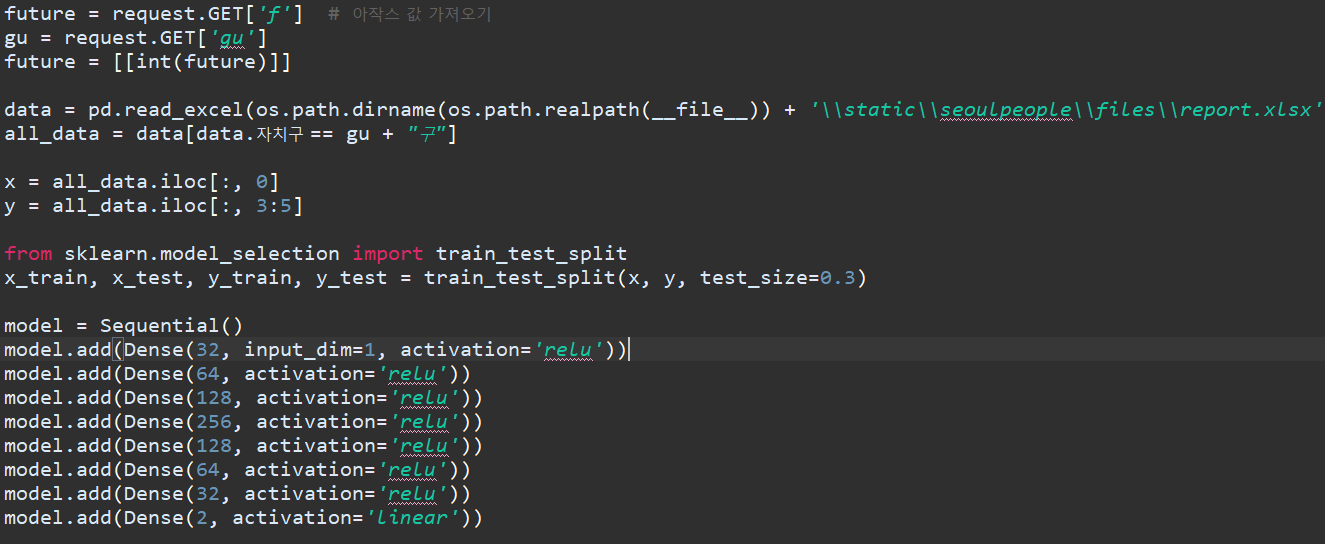 future = request.GET['f']  # 아작스 값 가져오기
gu = request.GET['gu']
future = [[int(future)]]
data = pd.read_excel(os.path.dirname(os.path.realpath(__file__)) + '\\static\\seoulpeople\\files\\report.xlsx'
all_data = data[data.자치구 == gu + "구"]
x = all_data.iloc[:, 0]
y = all_data.iloc[:, 3:5]
from sklearn.model_selection import train_test_split
x_train, x_test, y_train, y_test = train_test_split(x, y, test_size=0.3)
model = Sequential()
model.add(Dense(32, input_dim=1, activation='relu'))
model.add(Dense(64, activation='relu'))
model.add(Dense(128, activation='relu'))
model.add(Dense(256, activation='relu'))
model.add(Dense(128, activation='relu'))
model.add(Dense(64, activation='relu'))
model.add(Dense(32, activation='relu'))
model.add(Dense(2, activation='linear'))